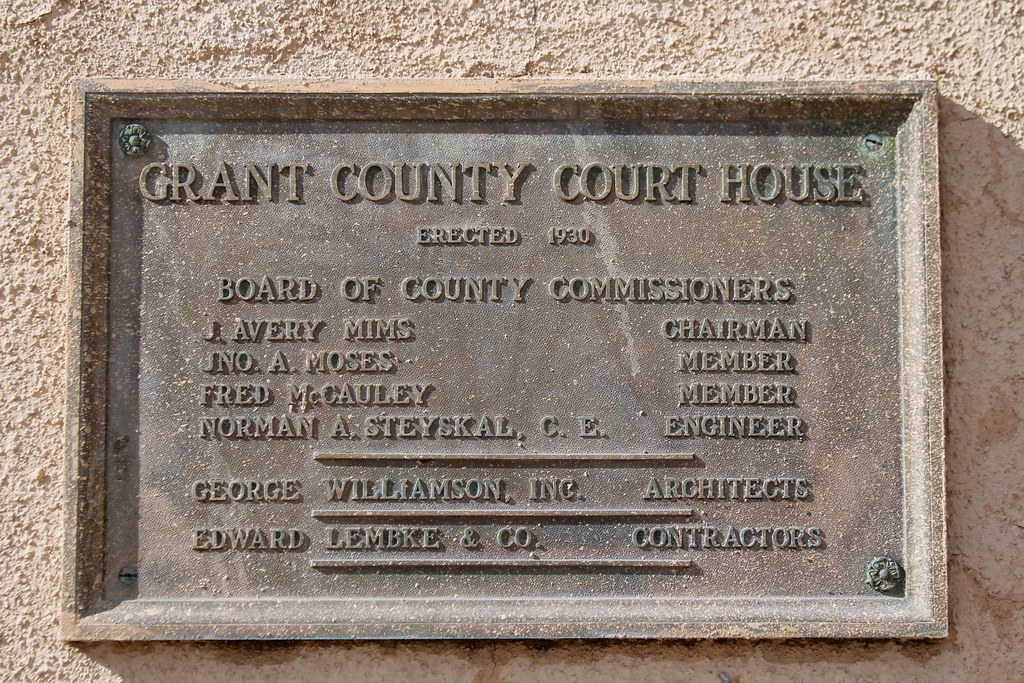 GRANT COUNTY COURT HOUSE
ERECTED 1930
BOARD OF COUNTY COMMISSIONERS
J. AVERY MIMS CHAIRMAN
JNO. A. MOSES MEMBER
FRED McCAULEY MEMBER
NORMAN A. STEYSKAL, C. E. ENGINEER
GEORGE WILLIAMSON, INC. ARCHITECTS
EDWARD LEMBKE & CO. CONTRACTORS